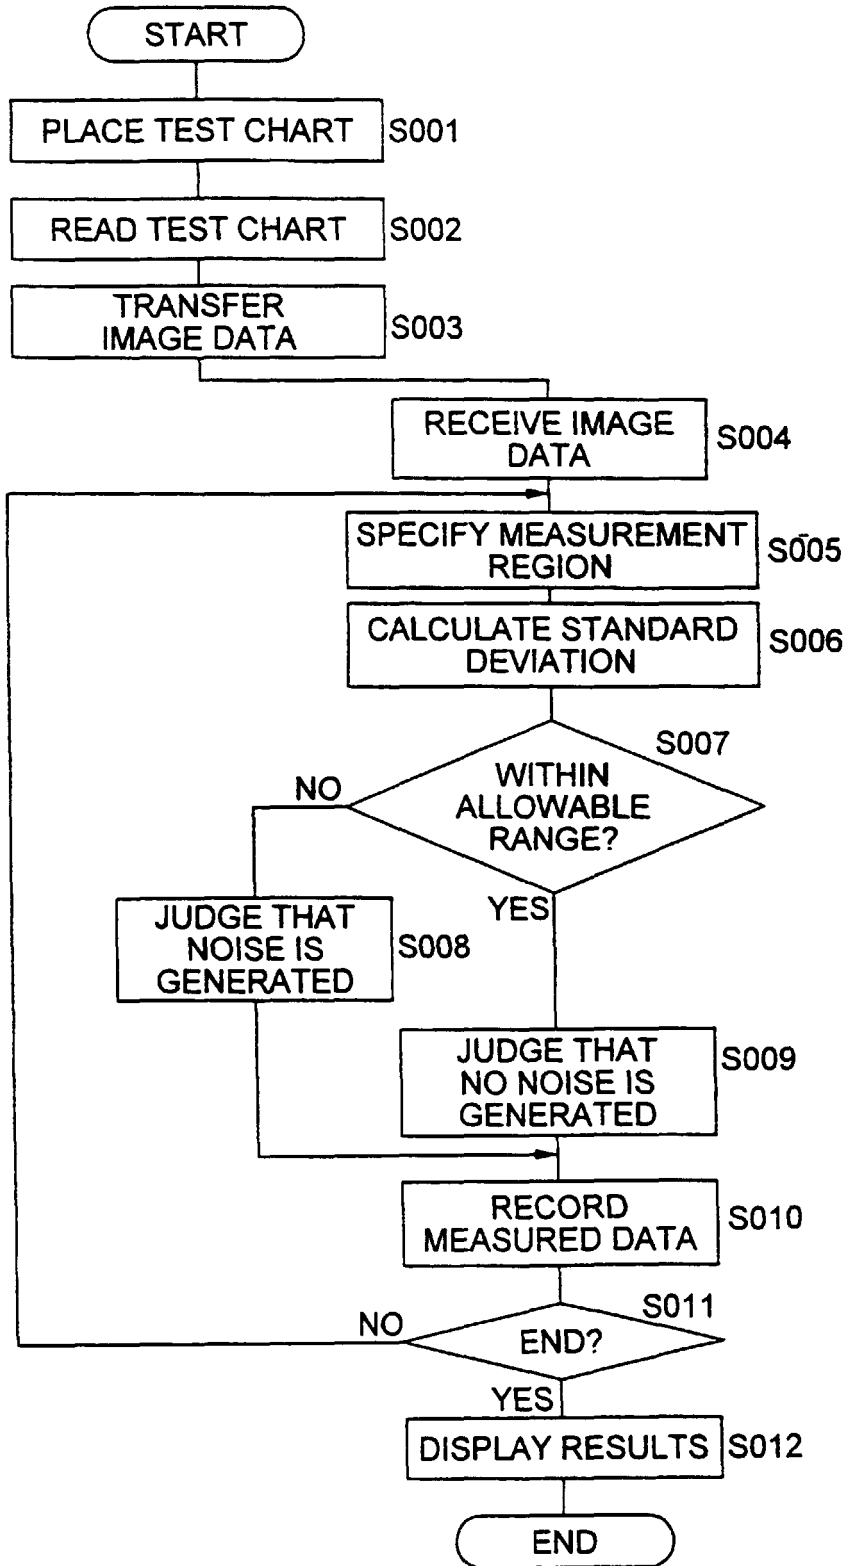 START
PLACE TEST CHART
S001
READ TEST CHART
S002
TRANSFER
IMAGE DATA
S003
RECEIVE IMAGE
DATA
S004
SPECIFY MEASUREMENT
REGION
S005
CALCULATE STANDARD
DEVIATION
S006
S007
WITHIN
ALLOWABLE
RANGE?
NO
YES
JUDGE THAT
NOISE IS
GENERATED
S008
JUDGE THAT
NO NOISE IS
GENERATED
S009
RECORD
MEASURED DATA
S010
S011
END?
NO
YES
DISPLAY RESULTS
S012
END